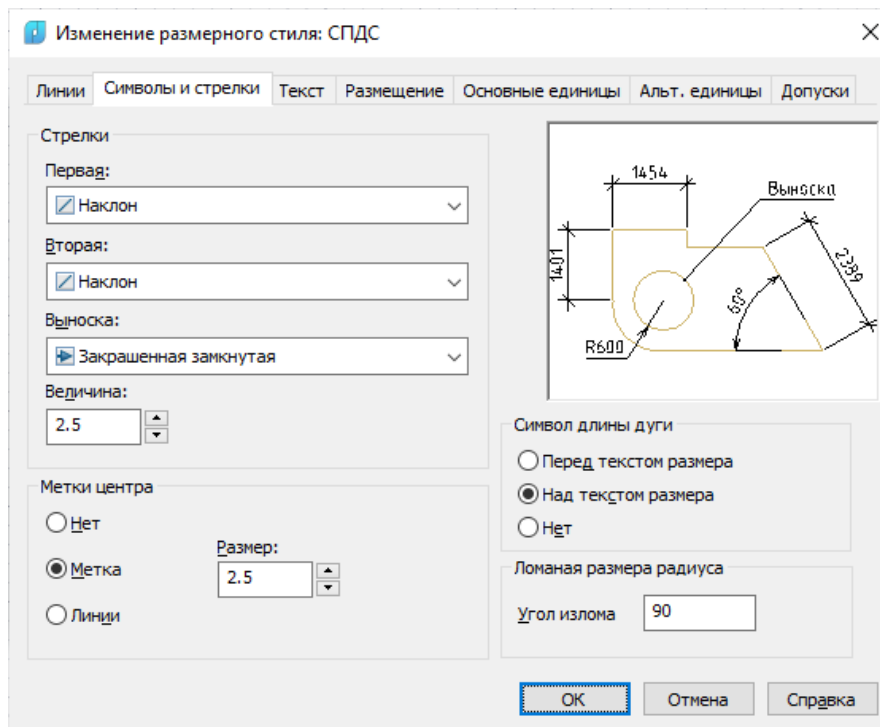 Изменение размерного стиля: СПДС
Линии Символы и стрелки Текст Размещение Основные единицы Альт. единицы Допуски
Стрелки
Первая:
Наклон
Вторая:
Наклон
Выноска:
Закрашенная замкнутая
Величина:
2.5
Метки центра
Нет
Метка
Линии
Размер:
2.5
1454
Выноска
1401
2389
60°
R600
Символ длины дуги
Перед текстом размера
Над текстом размера
Нет
Ломаная размера радиуса
Угол излома 90
ОК Отмена Справка